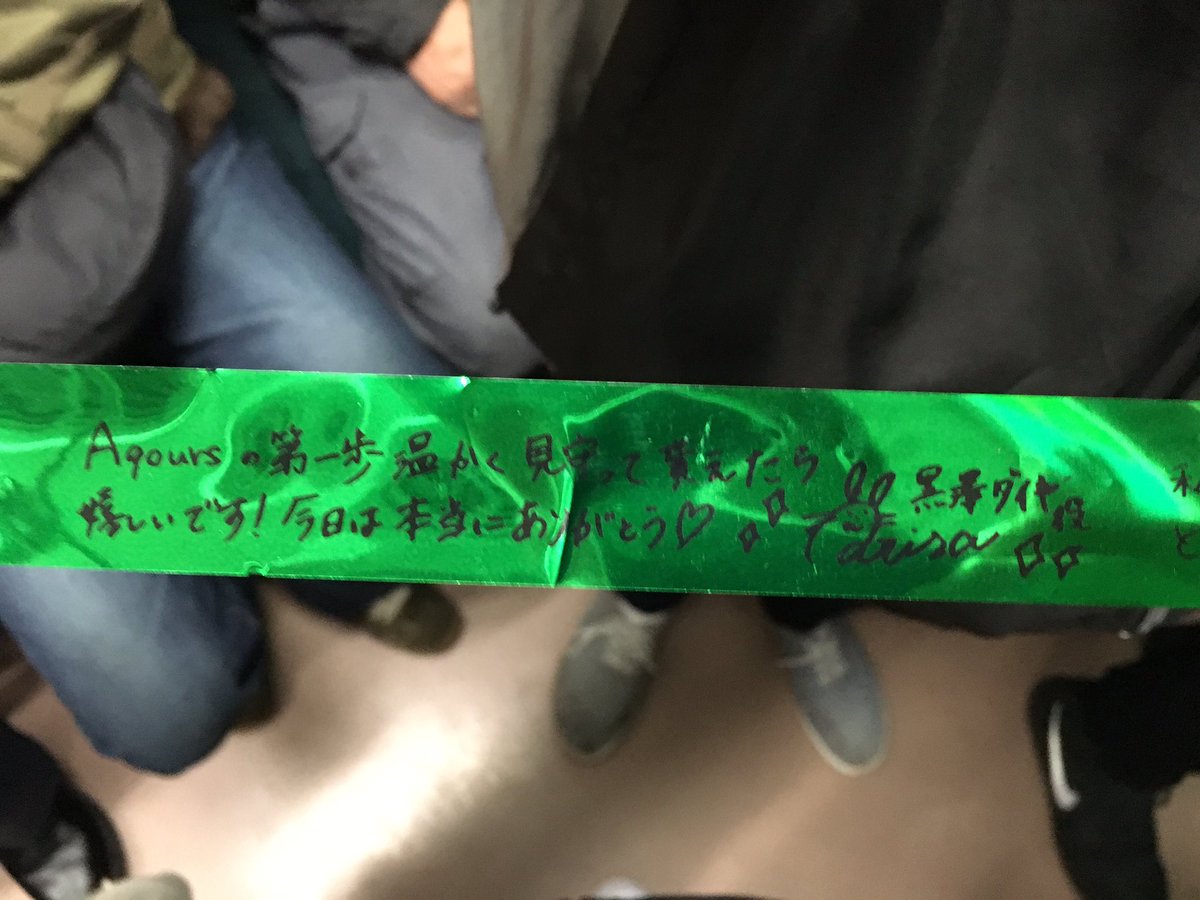 Aqoursの第一歩 温かく見守って貰えたら
嬉しいです!今日は本当にありがとう♡
黒澤ダイヤ役
Arisa
と